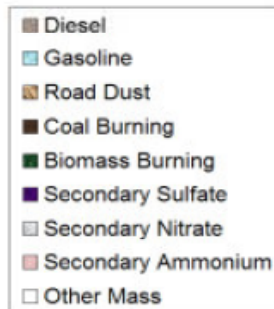 Diesel
Gasoline
Road Dust
Coal Burning
Biomass Burning
Secondary Sulfate
Secondary Nitrate
Secondary Ammonium
Other Mass